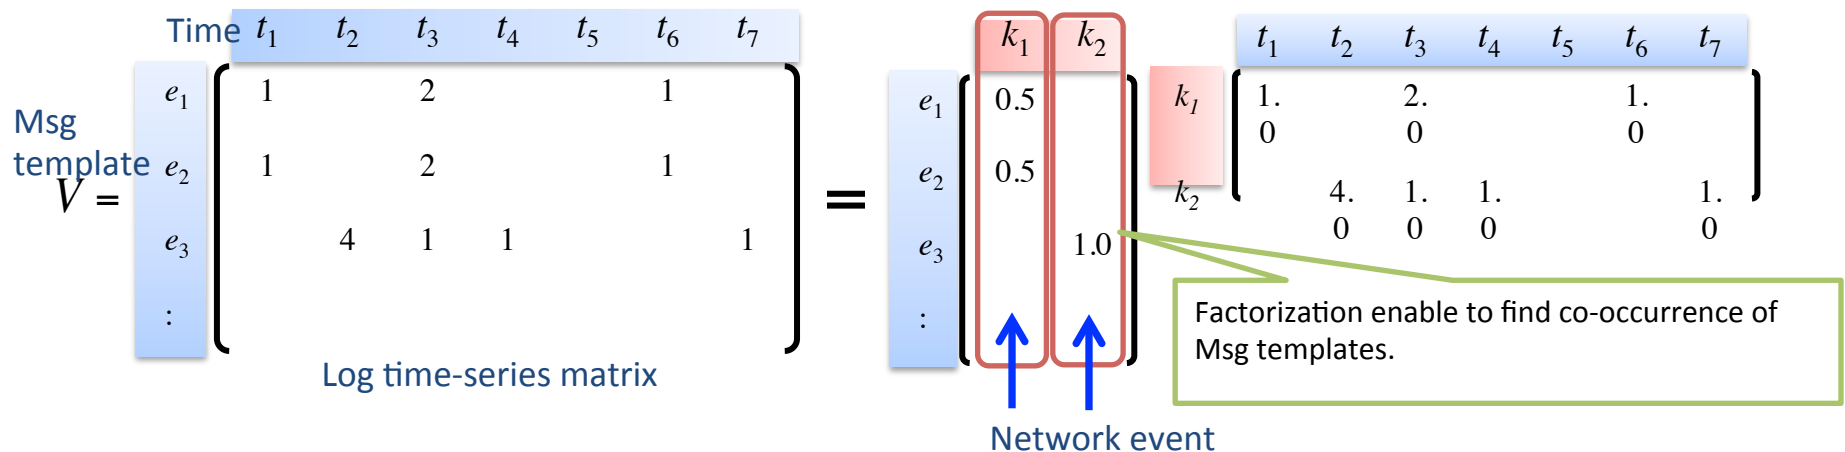 Time t1 t2 t3 t4 t5 t6 t7
Msg
template
V =
e1 1 2 1
e2 1 2 1
e3 4 1 1 1
:
Log time-series matrix
=
k1 k2
e1 0.5
e2 0.5
e3 1.0
:
Network event
t1 t2 t3 t4 t5 t6 t7
k1 1. 2. 1.
0 0 0
k2 4. 1. 1. 1.
0 0 0 0
Factorization enable to find co-occurrence of
Msg templates.